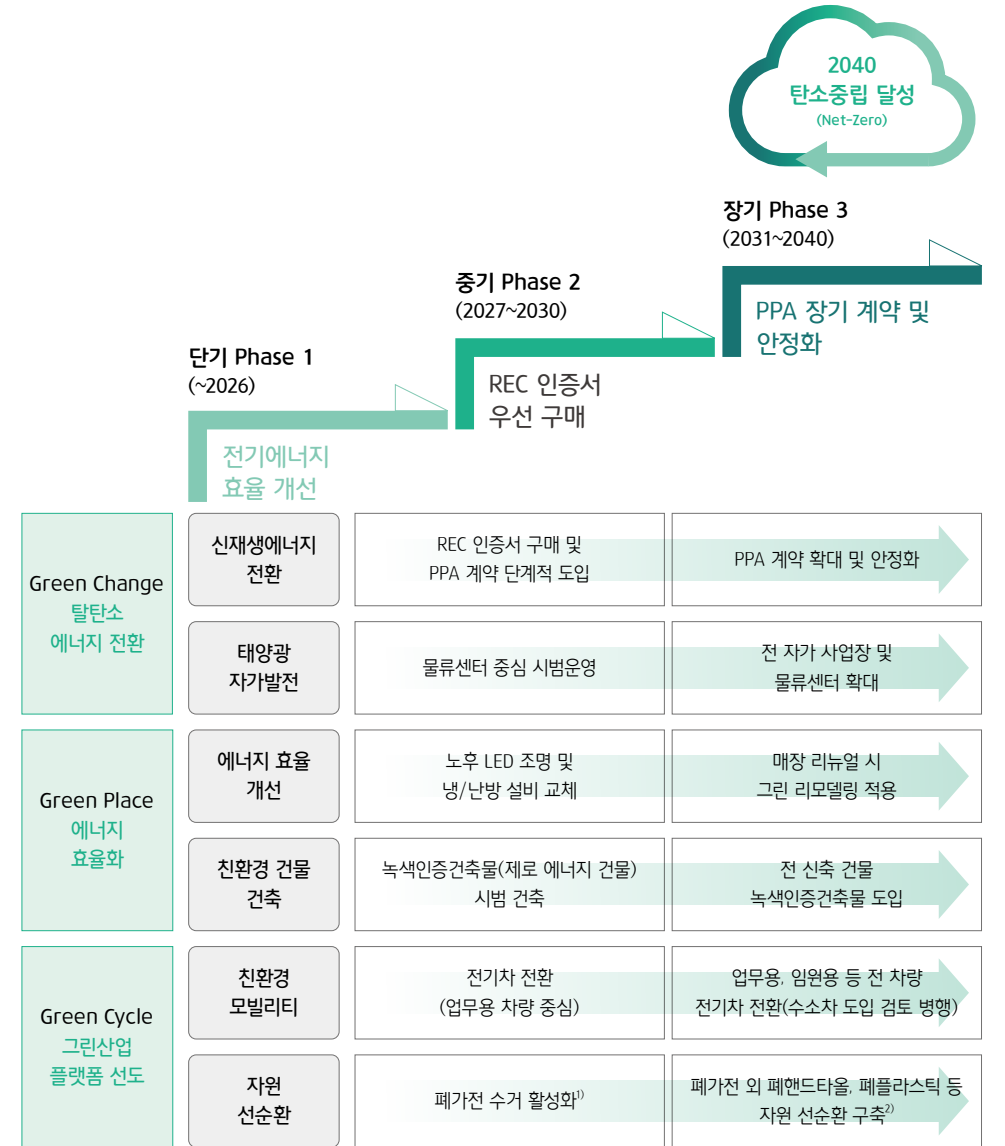 2040
탄소중립 달성
(Net-Zero)
장기 Phase 3
(2031~2040)
PPA 장기 계약 및
안정화
중기 Phase 2
(2027~2030)
REC 인증서
우선 구매
단기 Phase 1
(~2026)
전기에너지
효율 개선
Green Change
탈탄소
에너지 전환
신재생에너지
전환
REC 인증서 구매 및
PPA 계약 단계적 도입
PPA 계약 확대 및 안정화
태양광
자가발전
물류센터 중심 시범운영
전 자가 사업장 및
물류센터 확대
Green Place
에너지
효율화
에너지 효율
개선
노후 LED 조명 및
냉/난방 설비 교체
매장 리뉴얼 시
그린 리모델링 적용
친환경 건물
건축
녹색인증건축물(제로 에너지 건물)
시범 건축
전 신축 건물
녹색인증건축물 도입
Green Cycle
그린산업
플랫폼 선도
친환경
모빌리티
전기차 전환
(업무용 차량 중심)
업무용, 임원용 등 전 차량
전기차 전환(수소차 도입 검토 병행)
자원
선순환
폐가전 수거 활성화1)
폐가전 외 폐핸드타올, 폐플라스틱 등
자원 선순환 구축2)